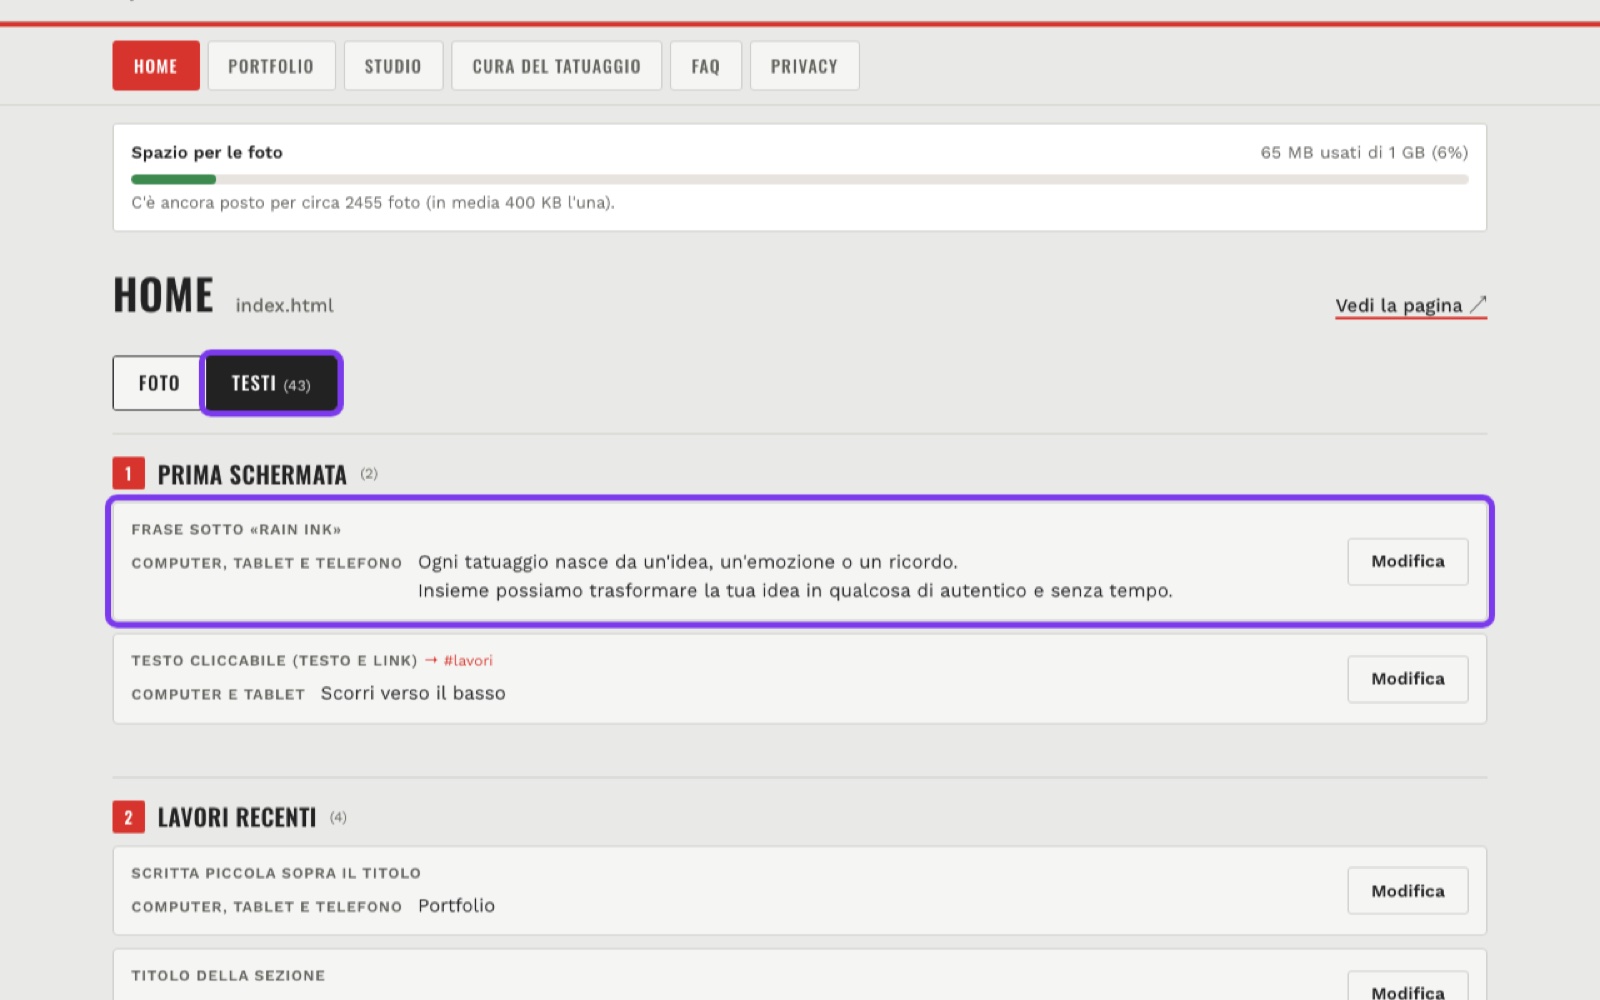 HOME PORTFOLIO STUDIO CURA DEL TATUAGGIO FAQ PRIVACY
Spazio per le foto 65 MB usati di 1 GB (6%)
C'è ancora posto per circa 2455 foto (in media 400 KB l'una).
HOME index.html Vedi la pagina ↗
FOTO TESTI (43)
1 PRIMA SCHERMATA (2)
FRASE SOTTO «RAIN INK»
COMPUTER, TABLET E TELEFONO Ogni tatuaggio nasce da un'idea, un'emozione o un ricordo.
Modifica
Insieme possiamo trasformare la tua idea in qualcosa di autentico e senza tempo.
TESTO CLICCABILE (TESTO E LINK) → #lavori
Modifica
COMPUTER E TABLET Scorri verso il basso
2 LAVORI RECENTI (4)
SCRITTA PICCOLA SOPRA IL TITOLO
Modifica
COMPUTER, TABLET E TELEFONO Portfolio
TITOLO DELLA SEZIONE
Modifica